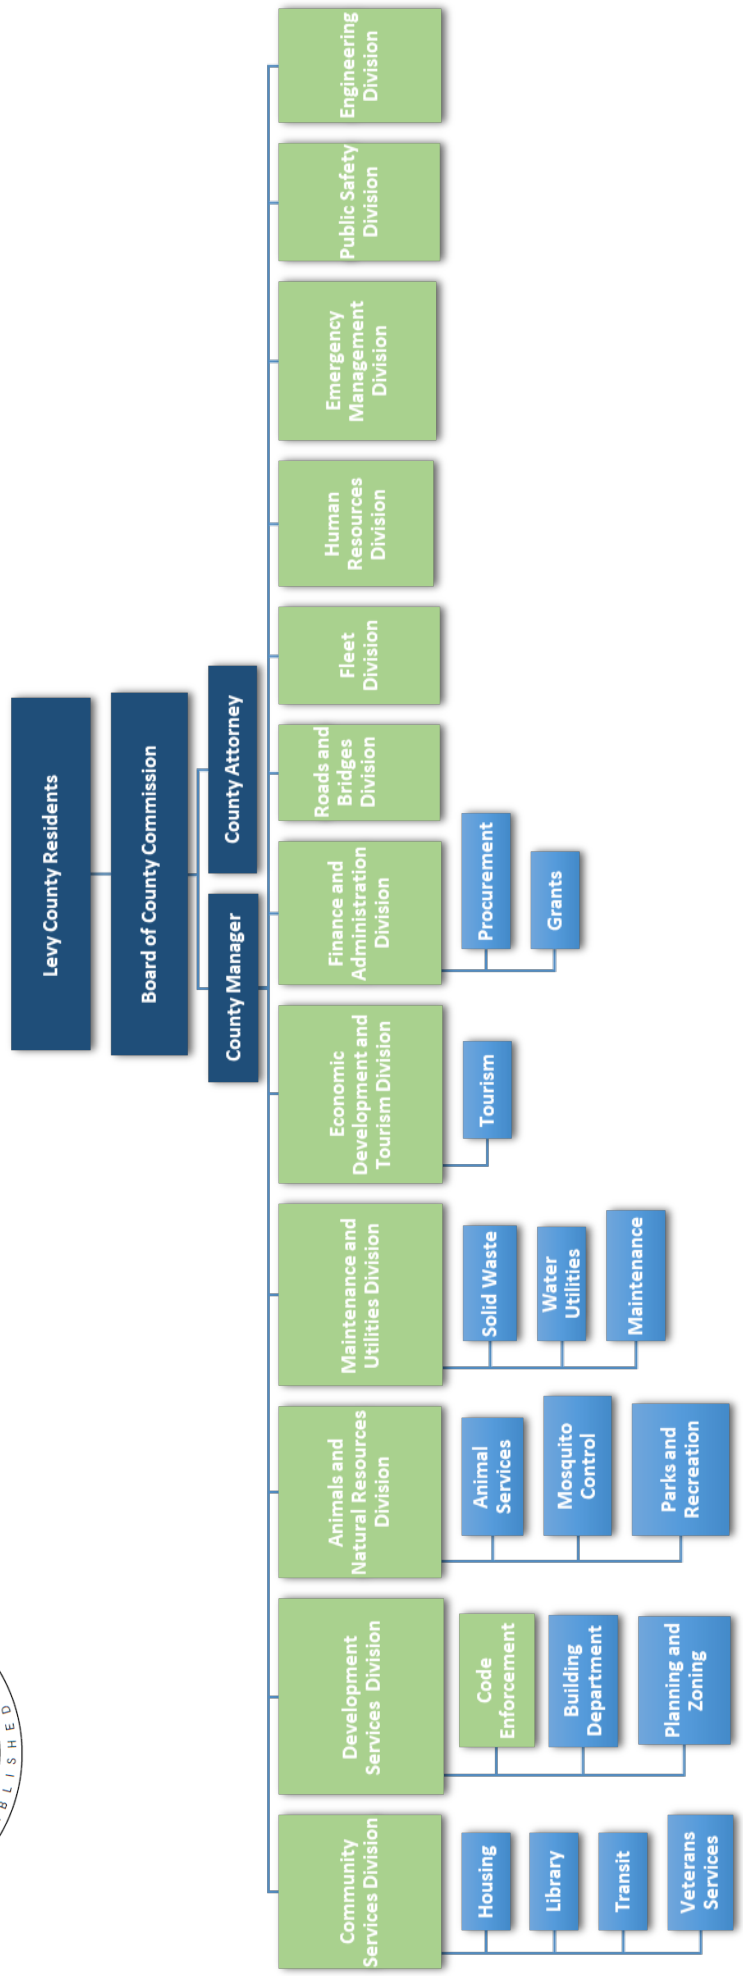 Levy County Residents
Board of County Commission
County Manager
County Attorney
Community
Services Division
Housing
Library
Transit
Veterans
Services
Development
Services Division
Code
Enforcement
Building
Department
Planning and
Zoning
Animals and
Natural Resources
Division
Animal
Services
Mosquito
Control
Parks and
Recreation
Maintenance and
Utilities Division
Solid Waste
Water
Utilities
Maintenance
Economic
Development and
Tourism Division
Tourism
Finance and
Administration
Division
Procurement
Grants
Roads and
Bridges
Division
Fleet
Division
Human
Resources
Division
Emergency
Management
Division
Public Safety
Division
Engineering
Division